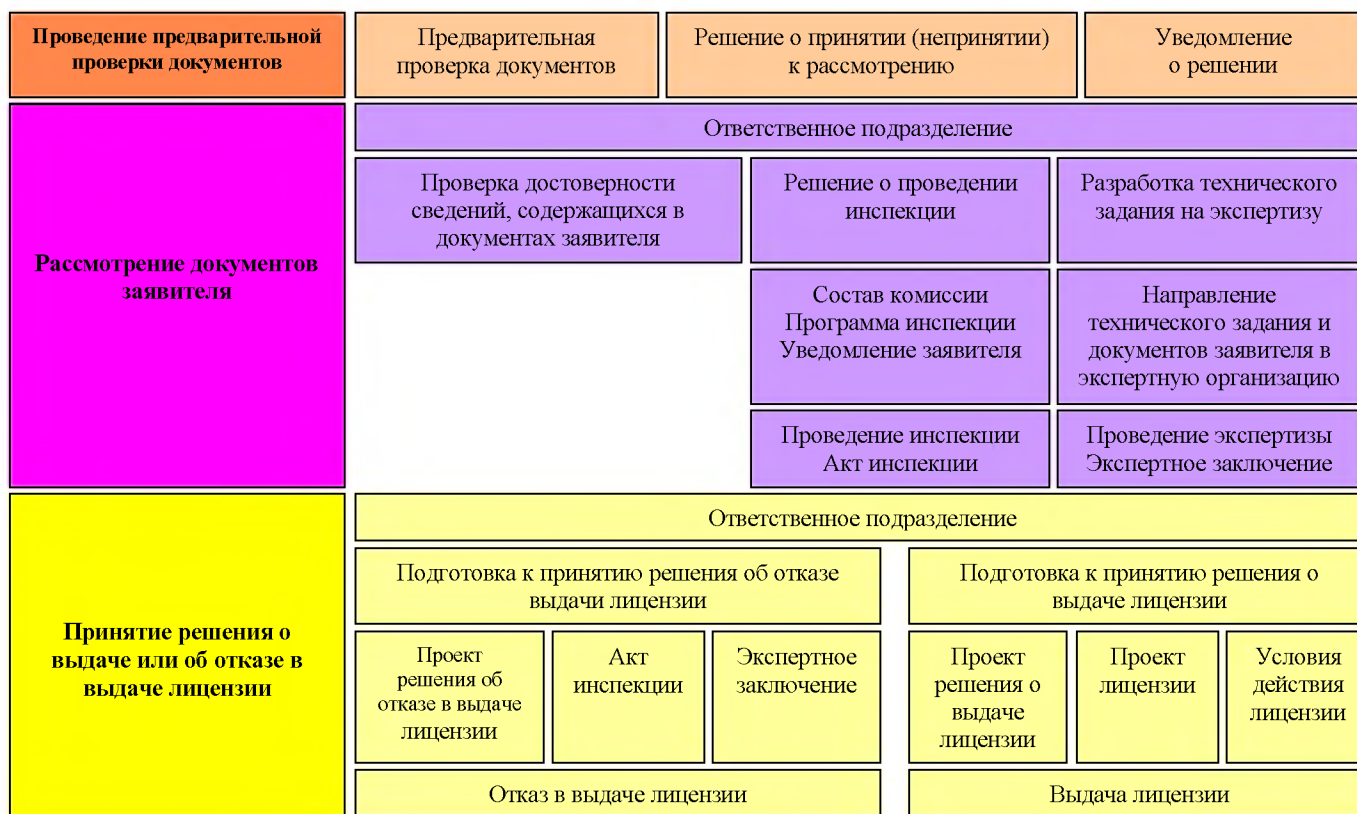 Проведение предварительной
проверки документов
Предварительная
проверка документов
Решение о принятии (непринятии)
к рассмотрению
Уведомление
о решении
Рассмотрение документов
заявителя
Ответственное подразделение
Проверка достоверности
сведений, содержащихся в
документах заявителя
Решение о проведении
инспекции
Разработка технического
задания на экспертизу
Состав комиссии
Программа инспекции
Уведомление заявителя
Направление
технического задания и
документов заявителя в
экспертную организацию
Проведение инспекции
Акт инспекции
Проведение экспертизы
Экспертное заключение
Принятие решения о
выдаче или об отказе в
выдаче лицензии
Ответственное подразделение
Подготовка к принятию решения об отказе
выдачи лицензии
Подготовка к принятию решения о
выдаче лицензии
Проект
решения об
отказе в выдаче
лицензии
Акт
инспекции
Экспертное
заключение
Проект
решения о
выдаче
лицензии
Проект
лицензии
Условия
действия
лицензии
Отказ в выдаче лицензии
Выдача лицензии